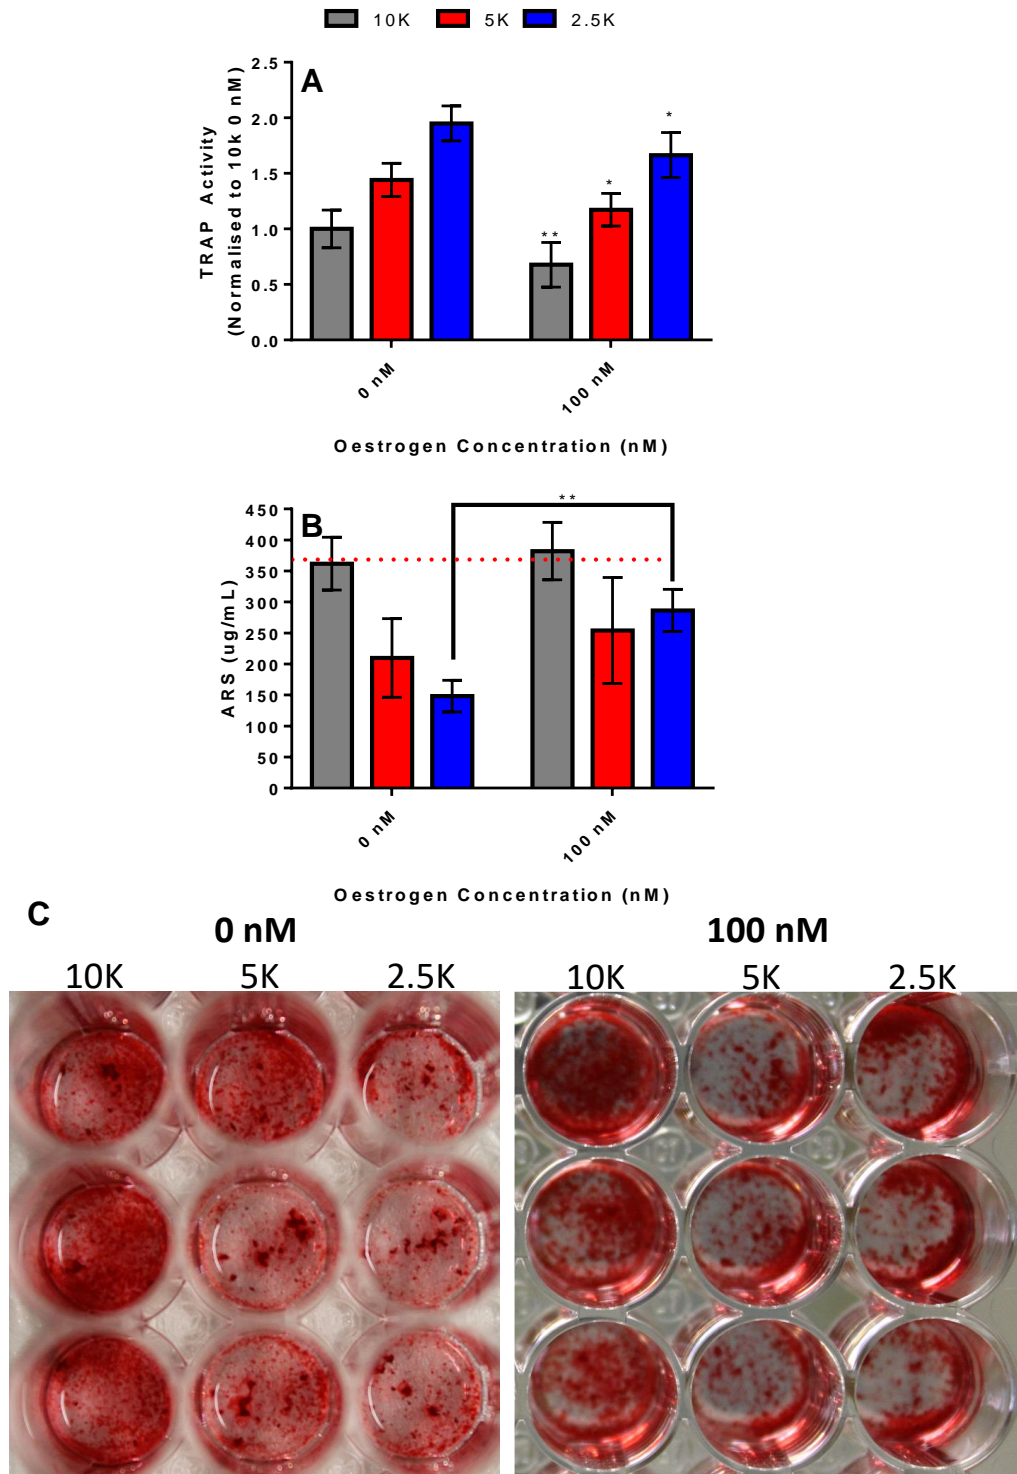 10K 5K 2.5K
A
TRAP Activity
(Normalised to 10k 0 nM)
2.5
2.0
1.5
1.0
0.5
0.0
** * *
0 nM 100 nM
Oestrogen Concentration (nM)
B
ARS (ug/mL)
450
400
350
300
250
200
150
100
50
0
**
0 nM 100 nM
Oestrogen Concentration (nM)
C
0 nM 100 nM
10K 5K 2.5K 10K 5K 2.5K